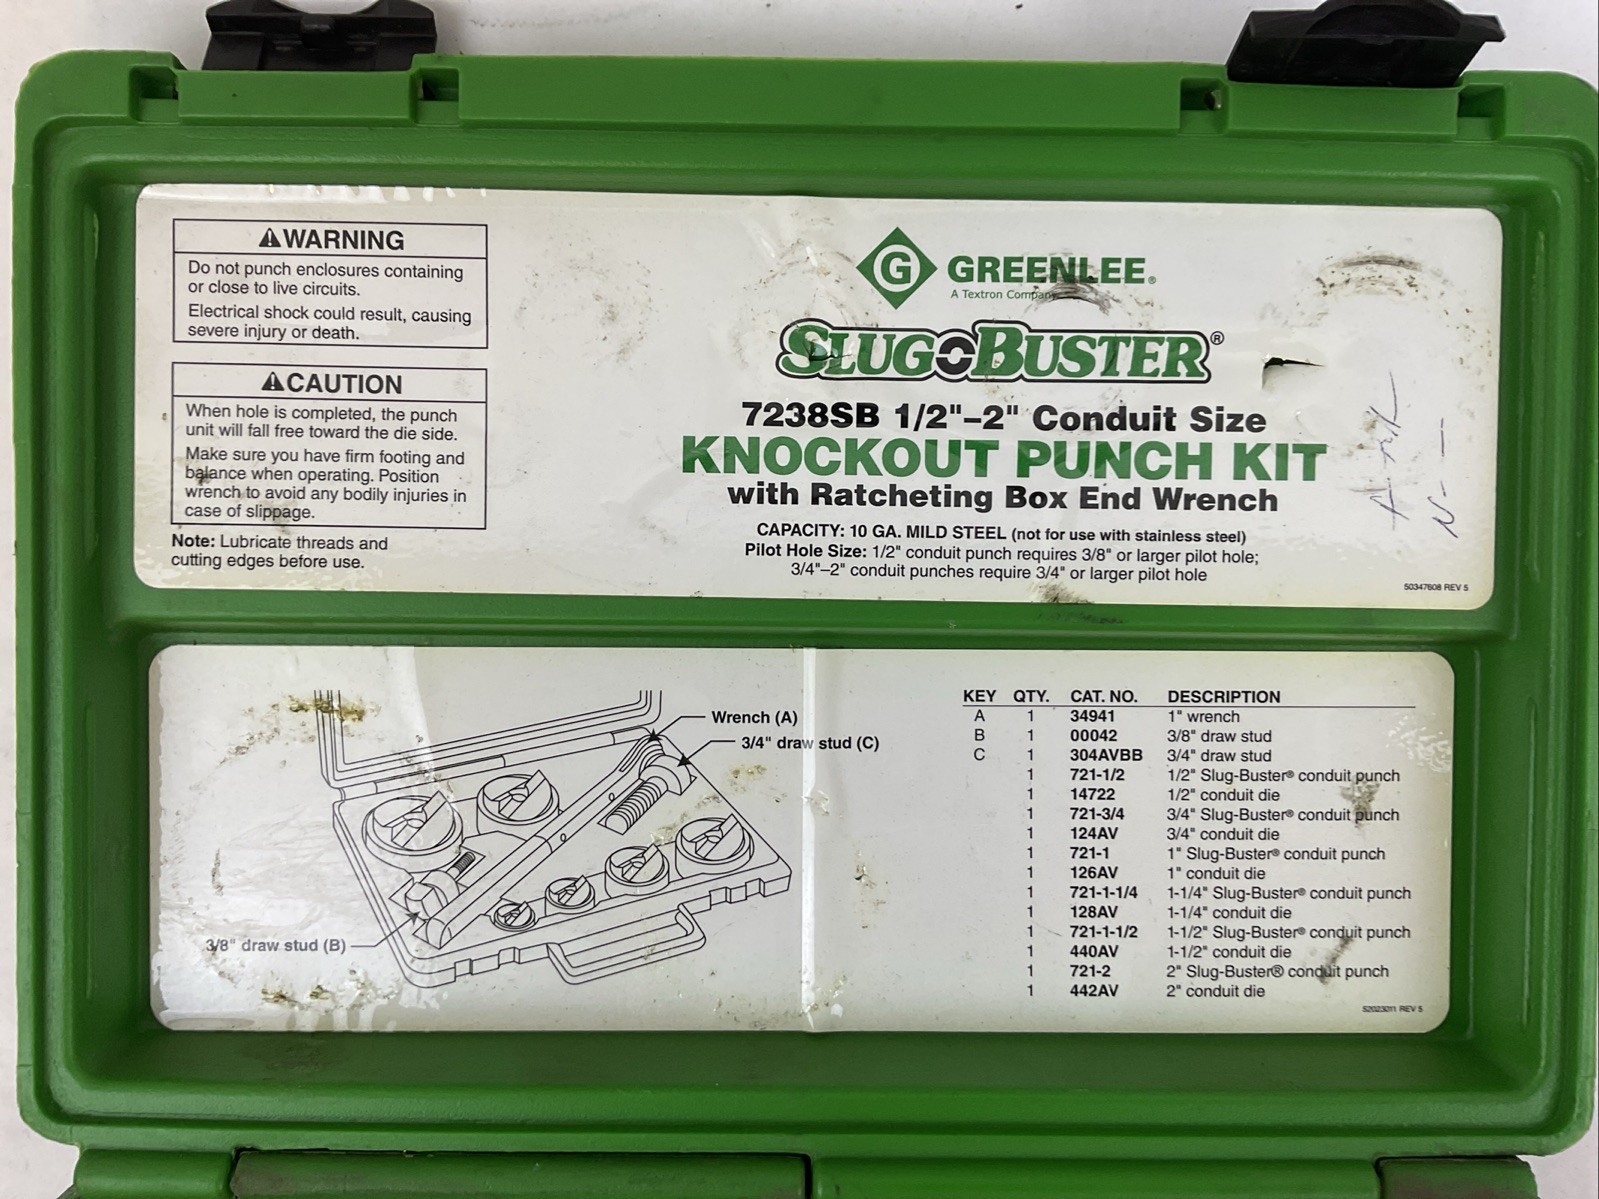 ⚠WARNING
Do not punch enclosures containing
or close to live circuits.
Electrical shock could result, causing
severe injury or death.
⚠CAUTION
When hole is completed, the punch
unit will fall free toward the die side.
Make sure you have firm footing and
balance when operating. Position
wrench to avoid any bodily injuries in
case of slippage.
Note: Lubricate threads and
cutting edges before use.
G GREENLEE®
A Textron Company
SLUG-BUSTER®
7238SB 1/2"–2" Conduit Size
KNOCKOUT PUNCH KIT
with Ratcheting Box End Wrench
CAPACITY: 10 GA. MILD STEEL (not for use with stainless steel)
Pilot Hole Size: 1/2" conduit punch requires 3/8" or larger pilot hole;
3/4"–2" conduit punches require 3/4" or larger pilot hole
50347608 REV 5
Wrench (A)
3/4" draw stud (C)
3/8" draw stud (B)
KEY QTY. CAT. NO. DESCRIPTION
A 1 34941 1" wrench
B 1 00042 3/8" draw stud
C 1 304AVBB 3/4" draw stud
1 721-1/2 1/2" Slug-Buster® conduit punch
1 14722 1/2" conduit die
1 721-3/4 3/4" Slug-Buster® conduit punch
1 124AV 3/4" conduit die
1 721-1 1" Slug-Buster® conduit punch
1 126AV 1" conduit die
1 721-1-1/4 1-1/4" Slug-Buster® conduit punch
1 128AV 1-1/4" conduit die
1 721-1-1/2 1-1/2" Slug-Buster® conduit punch
1 440AV 1-1/2" conduit die
1 721-2 2" Slug-Buster® conduit punch
1 442AV 2" conduit die
REV 5